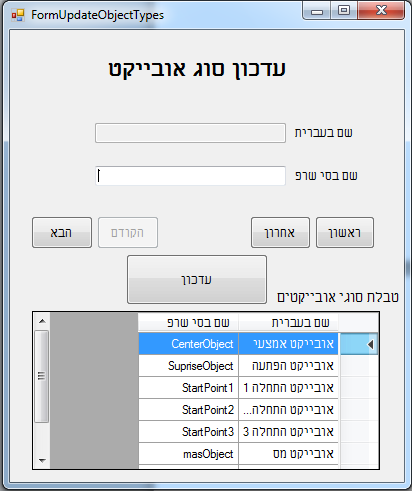 FormUpdateObjectTypes
עדכון סוג אובייקט
שם בעברית
שם בסי שרפ
ראשון אחרון הקודם הבא
עדכון
טבלת סוגי אובייקטים
שם בעברית שם בסי שרפ
אובייקט אמצעי CenterObject
אובייקט הפתעה SupriseObject
אובייקט התחלה 1 StartPoint1
אובייקט התחלה... StartPoint2
אובייקט התחלה 3 StartPoint3
אובייקט מס masObject